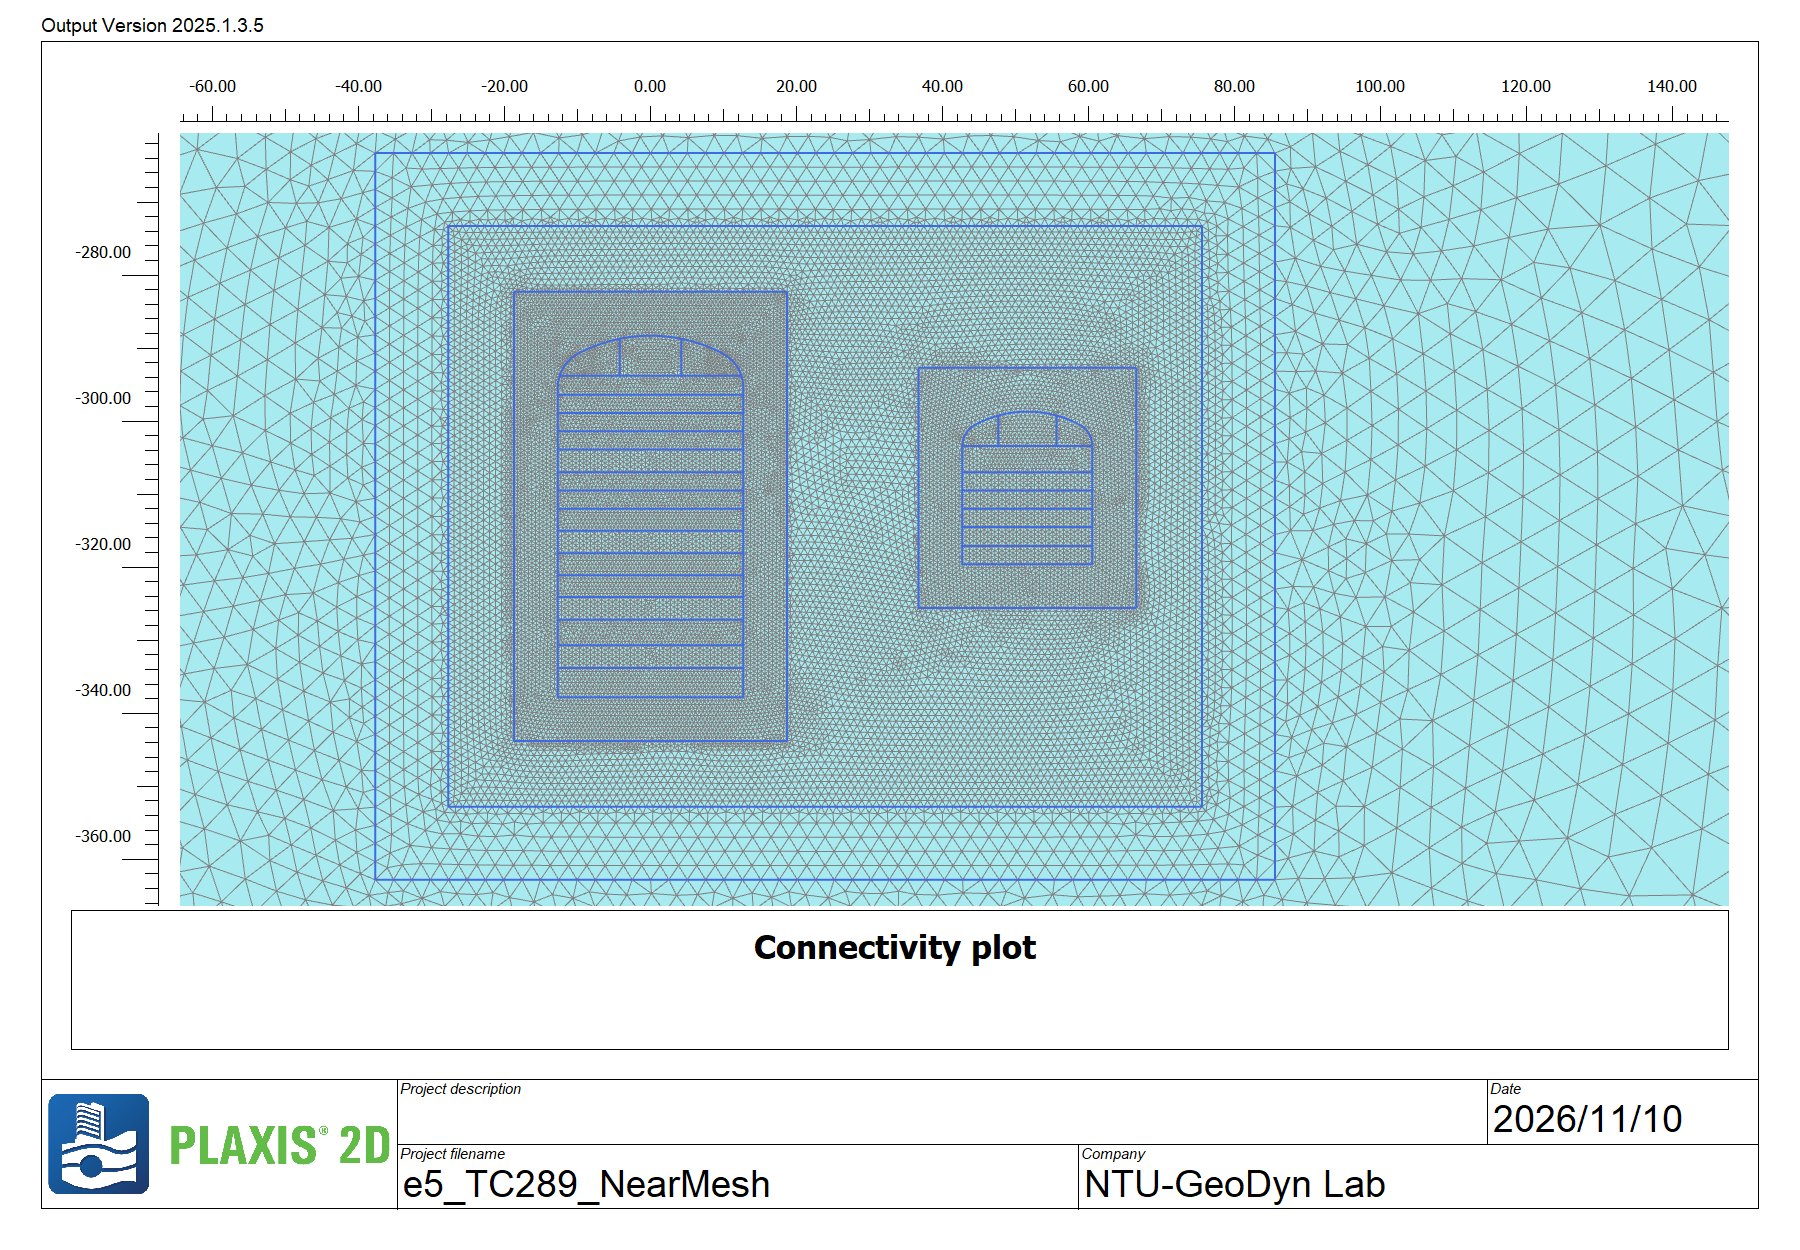 Output Version 2025.1.3.5
-60.00 -40.00 -20.00 0.00 20.00 40.00 60.00 80.00 100.00 120.00 140.00
-280.00
-300.00
-320.00
-340.00
-360.00
Connectivity plot
PLAXIS® 2D
Project description
Date
2026/11/10
Project filename
e5_TC289_NearMesh
Company
NTU-GeoDyn Lab